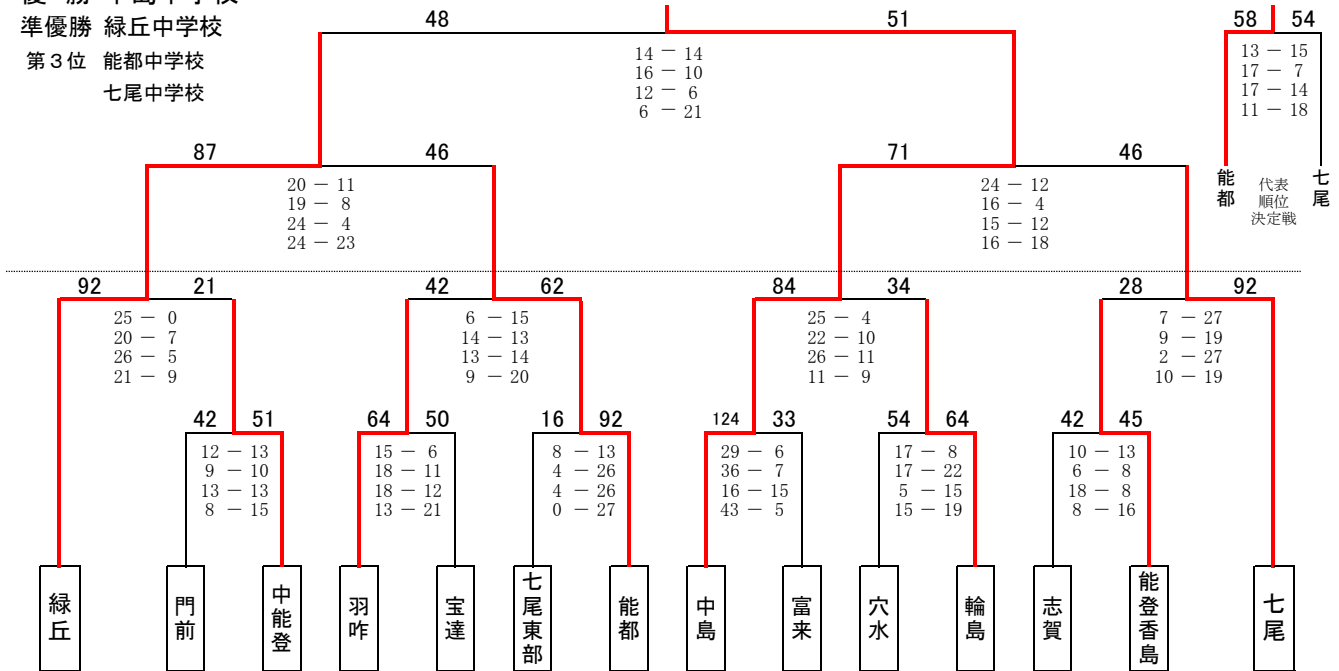 準優勝 緑丘中学校
第3位 能都中学校
七尾中学校
48 51
14 － 14
16 － 10
12 － 6
6 － 21
58 54
13 － 15
17 － 7
17 － 14
11 － 18
能都
代表
順位
決定戦
七尾
87 46
20 － 11
19 － 8
24 － 4
24 － 23
71 46
24 － 12
16 － 4
15 － 12
16 － 18
92 21
25 － 0
20 － 7
26 － 5
21 － 9
42 62
6 － 15
14 － 13
13 － 14
9 － 20
84 34
25 － 4
22 － 10
26 － 11
11 － 9
28 92
7 － 27
9 － 19
2 － 27
10 － 19
42 51
12 － 13
9 － 10
13 － 13
8 － 15
64 50
15 － 6
18 － 11
18 － 12
13 － 21
16 92
8 － 13
4 － 26
4 － 26
0 － 27
124 33
29 － 6
36 － 7
16 － 15
43 － 5
54 64
17 － 8
17 － 22
5 － 15
15 － 19
42 45
10 － 13
6 － 8
18 － 8
8 － 16
緑丘
門前
中能登
羽咋
宝達
七尾東部
能都
中島
富来
穴水
輪島
志賀
能登香島
七尾